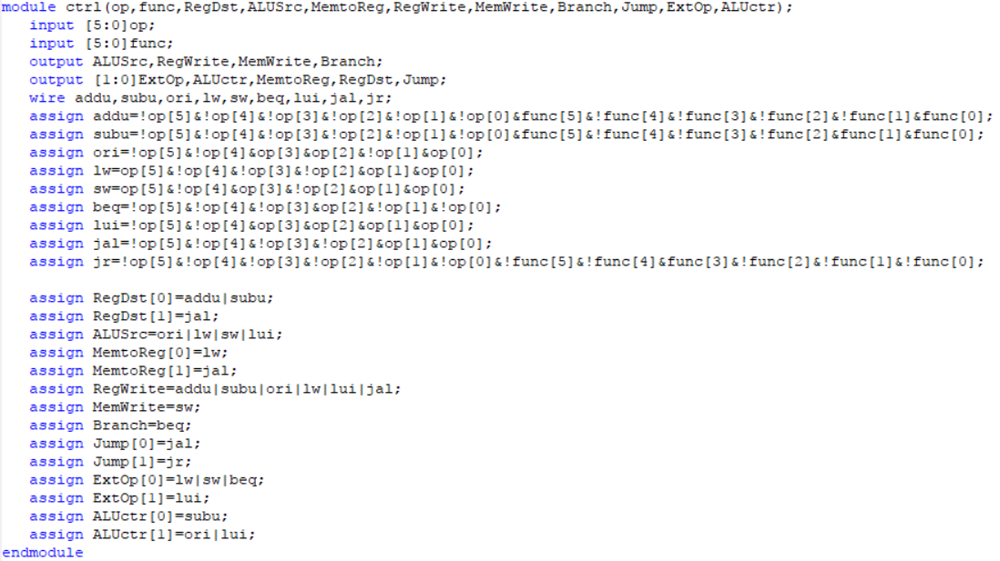 module ctrl(op,func,RegDst,ALUSrc,MemtoReg,RegWrite,MemWrite,Branch,Jump,ExtOp,ALUctr);
input [5:0]op;
input [5:0]func;
output ALUSrc,RegWrite,MemWrite,Branch;
output [1:0]ExtOp,ALUctr,MemtoReg,RegDst,Jump;
wire addu,subu,ori,lw,sw,beq,lui,jal,jr;
assign addu=!op[5]&!op[4]&!op[3]&!op[2]&!op[1]&!op[0]&func[5]&!func[4]&!func[3]&!func[2]&!func[1]&func[0];
assign subu=!op[5]&!op[4]&!op[3]&!op[2]&!op[1]&!op[0]&func[5]&!func[4]&!func[3]&!func[2]&func[1]&func[0];
assign ori=!op[5]&!op[4]&op[3]&op[2]&!op[1]&op[0];
assign lw=op[5]&!op[4]&!op[3]&!op[2]&op[1]&op[0];
assign sw=op[5]&!op[4]&op[3]&!op[2]&op[1]&op[0];
assign beq=!op[5]&!op[4]&!op[3]&op[2]&!op[1]&!op[0];
assign lui=!op[5]&!op[4]&op[3]&op[2]&op[1]&op[0];
assign jal=!op[5]&!op[4]&!op[3]&!op[2]&op[1]&op[0];
assign jr=!op[5]&!op[4]&!op[3]&!op[2]&!op[1]&!op[0]&!func[5]&!func[4]&func[3]&!func[2]&!func[1]&!func[0];
assign RegDst[0]=addu|subu;
assign RegDst[1]=jal;
assign ALUSrc=ori|lw|sw|lui;
assign MemtoReg[0]=lw;
assign MemtoReg[1]=jal;
assign RegWrite=addu|subu|ori|lw|lui|jal;
assign MemWrite=sw;
assign Branch=beq;
assign Jump[0]=jal;
assign Jump[1]=jr;
assign ExtOp[0]=lw|sw|beq;
assign ExtOp[1]=lui;
assign ALUctr[0]=subu;
assign ALUctr[1]=ori|lui;
endmodule